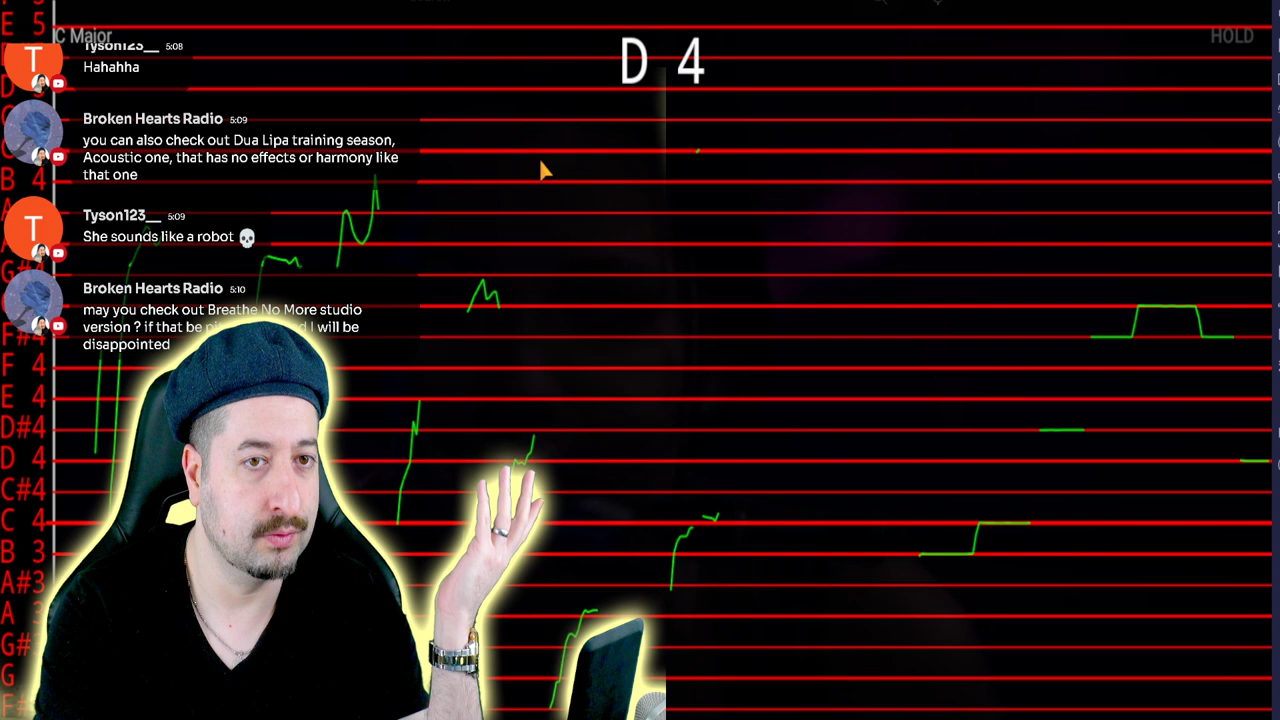 E 5
C Major
HOLD
D 4
Tyson123__ 5:08
T
Hahahha
Broken Hearts Radio 5:09
you can also check out Dua Lipa training season,
Acoustic one, that has no effects or harmony like
that one
B 4
Tyson123__ 5:09
T
She sounds like a robot 💀
Broken Hearts Radio 5:10
may you check out Breathe No More studio
version ? if that be
I will be
disappointed
F#4
F 4
E 4
D#4
D 4
C#4
C 4
B 3
A#3
A 3
G#
G
F#